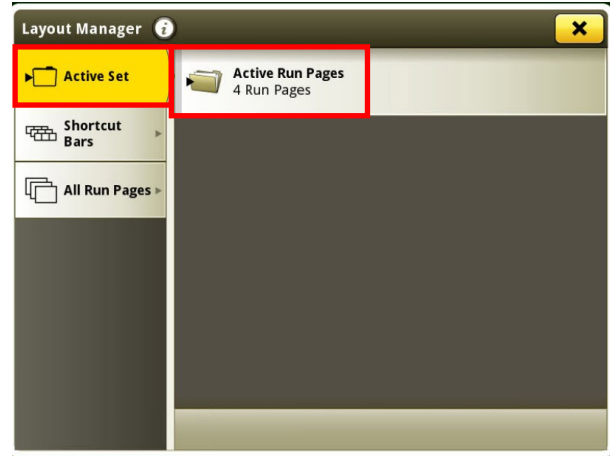 Layout Manager
Active Set
Active Run Pages
4 Run Pages
Shortcut
Bars
All Run Pages